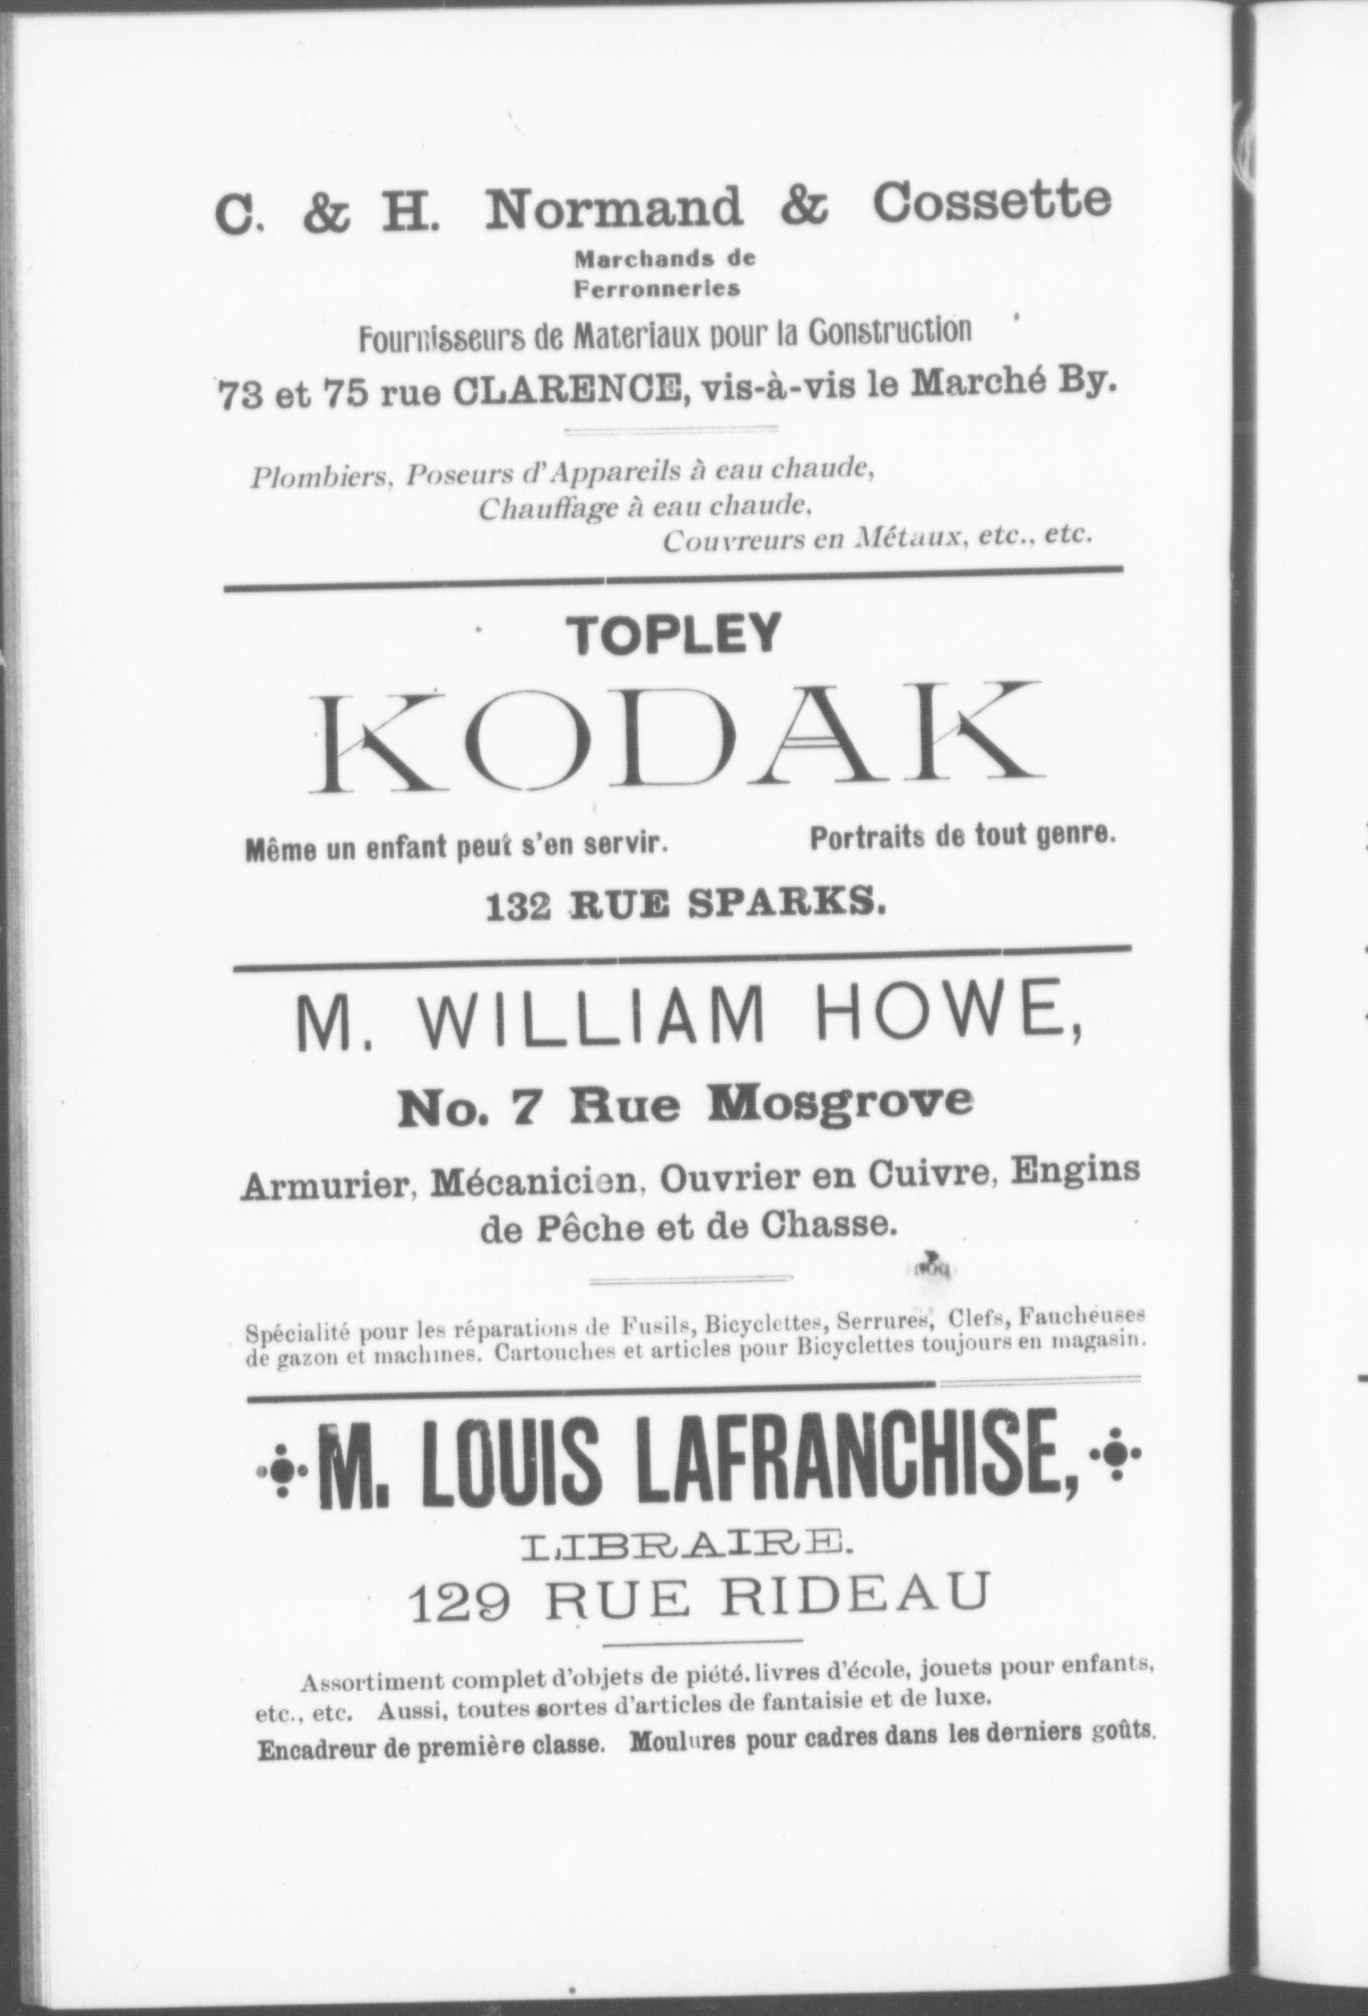 C. & H. Normand & Cossette
Marchands de
Ferronneries
Fournisseurs de Materiaux pour la Construction
73 et 75 rue CLARENCE, vis-à-vis le Marché By.
Plombiers, Poseurs d'Appareils à eau chaude,
Chauffage à eau chaude,
Couvreurs en Métaux, etc., etc.
TOPLEY
KODAK
Même un enfant peut s'en servir. Portraits de tout genre.
132 RUE SPARKS.
M. WILLIAM HOWE,
No. 7 Rue Mosgrove
Armurier, Mécanicien, Ouvrier en Cuivre, Engins
de Pêche et de Chasse.
Spécialité pour les réparations de Fusils, Bicyclettes, Serrures, Clefs, Faucheuses
de gazon et machines. Cartouches et articles pour Bicyclettes toujours en magasin.
M. LOUIS LAFRANCHISE,
LIBRAIRE.
129 RUE RIDEAU
Assortiment complet d'objets de piété. livres d'école, jouets pour enfants,
etc., etc. Aussi, toutes sortes d'articles de fantaisie et de luxe.
Encadreur de première classe. Moulures pour cadres dans les derniers goûts.